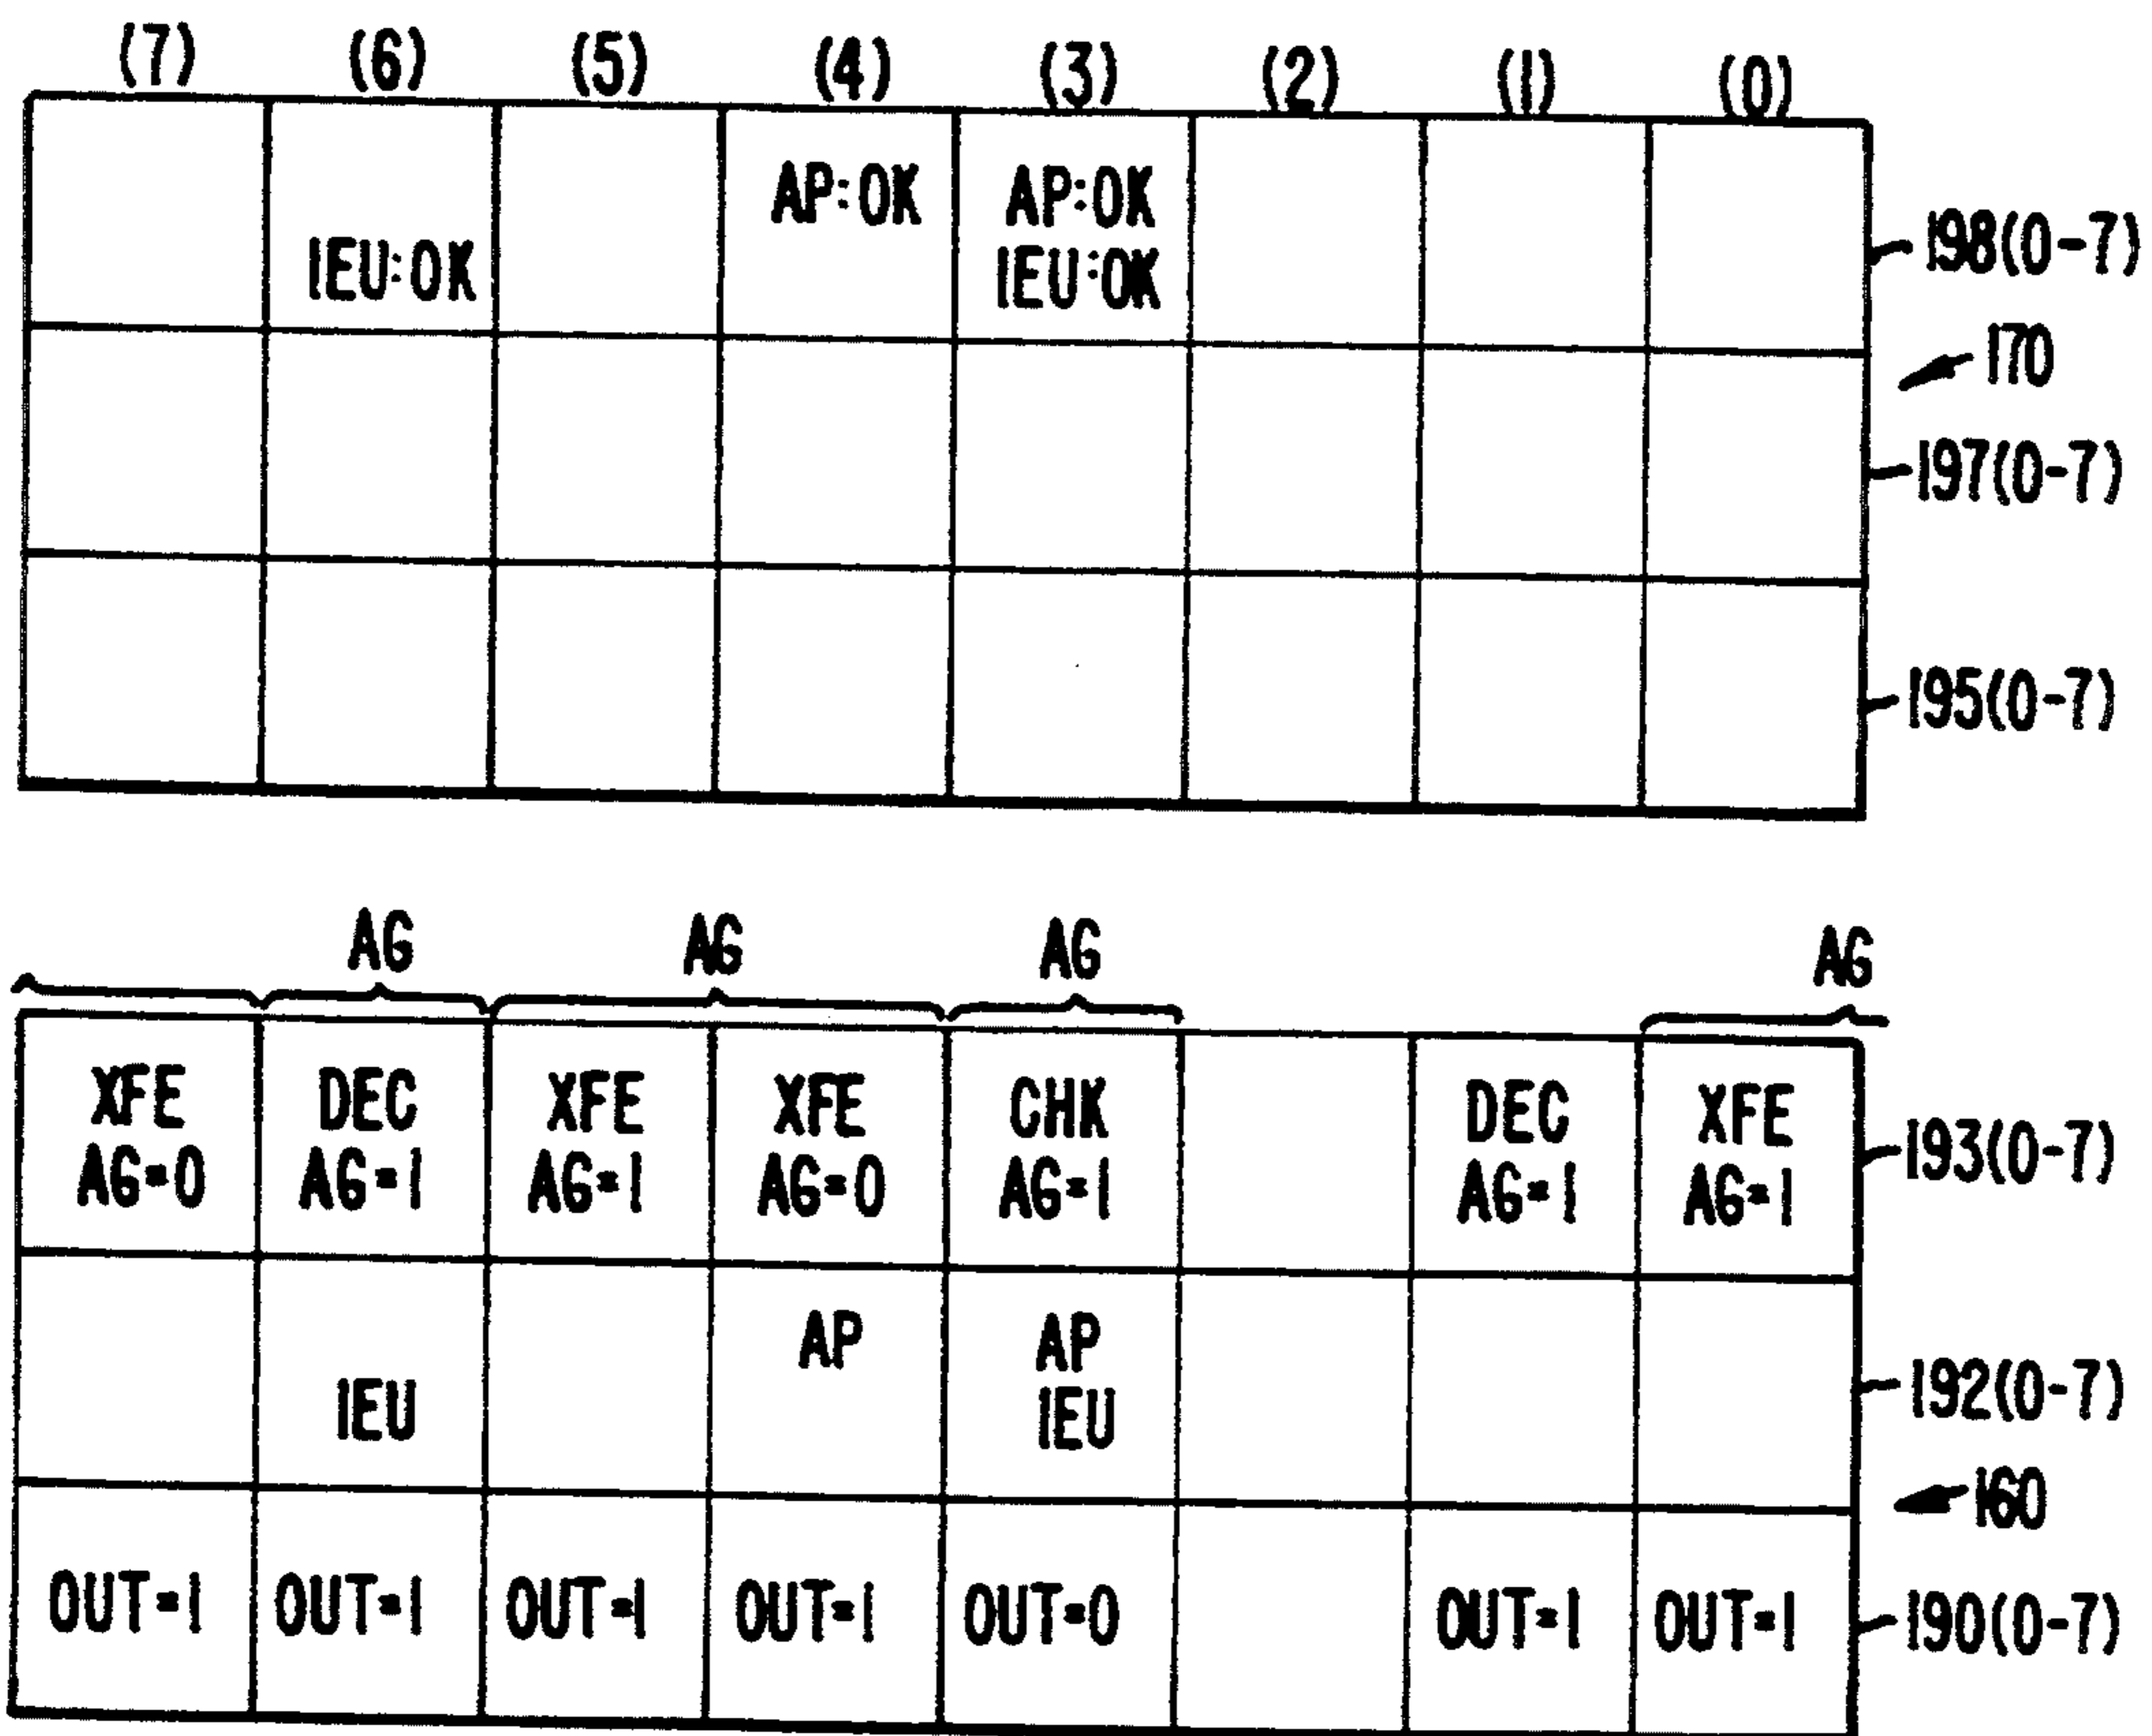 (7) (6) (5) (4) (3) (2) (1) (0)
AP:OK AP:OK
IEU:OK IEU:OK
198(0-7)
170
197(0-7)
195(0-7)
AG AG AG AG
XFE DEC XFE XFE CHK DEC XFE
AG=0 AG=1 AG=1 AG=0 AG=1 AG=1 AG=1
193(0-7)
AP AP
IEU IEU
192(0-7)
160
OUT=1 OUT=1 OUT=1 OUT=1 OUT=0 OUT=1 OUT=1
190(0-7)